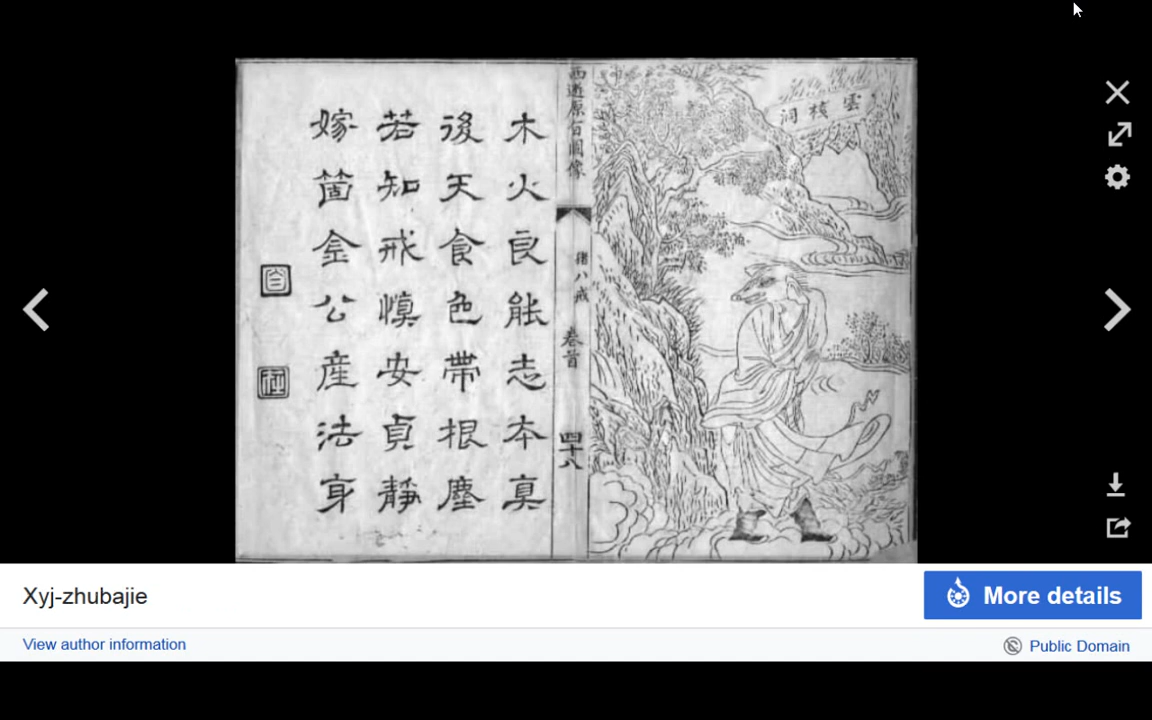 雲棧洞
西遊原旨圖像
豬八戒
卷首
四十八
木火良能志本真
後天食色帶根塵
若知戒慎安貞靜
嫁箇金公產法身
Xyj-zhubajie
More details
View author information
Public Domain